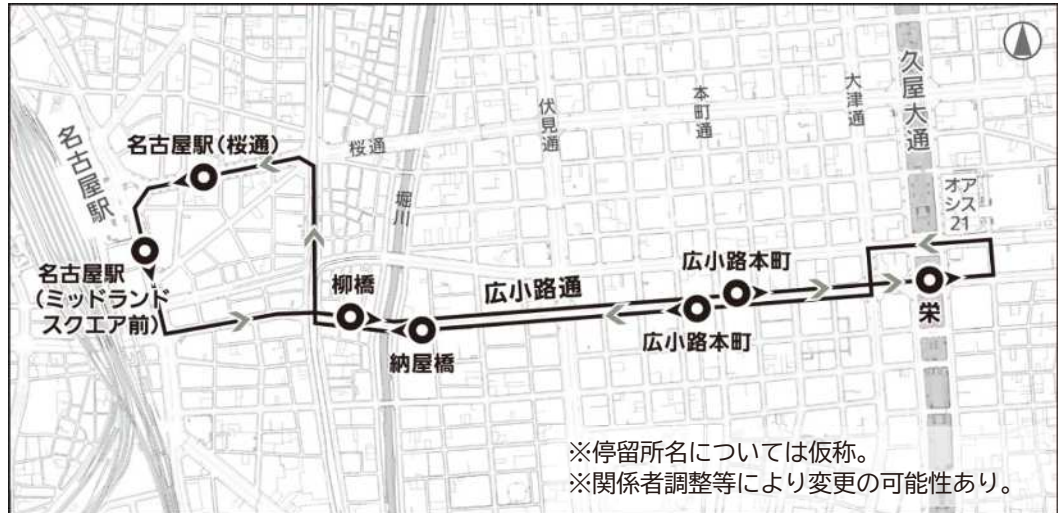 久屋大通
大津通
本町通
伏見通
桜通
堀川
名古屋駅
名古屋駅(桜通)
オア
シス
21
名古屋駅
(ミッドランド
スクエア前)
柳橋
広小路通
広小路本町
栄
納屋橋
広小路本町
※停留所名については仮称。
※関係者調整等により変更の可能性あり。